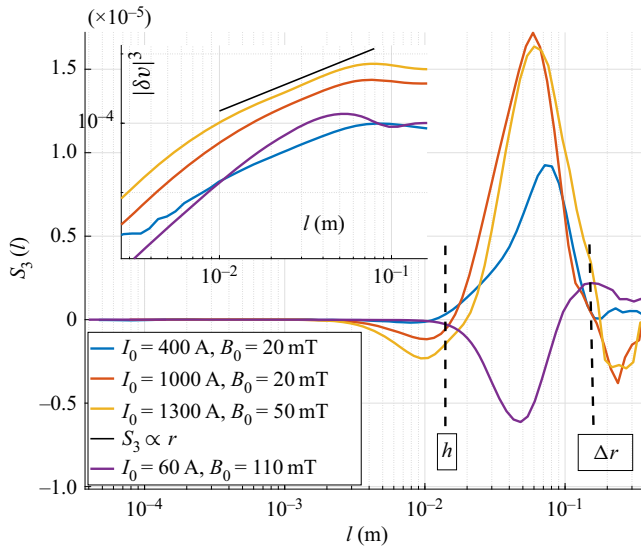 (×10⁻⁵)
1.5
1.0
0.5
0
−0.5
−1.0
S₃(l)
|δv|³
10⁻⁴
l (m)
10⁻² 10⁻¹
I₀ = 400 A, B₀ = 20 mT
I₀ = 1000 A, B₀ = 20 mT
I₀ = 1300 A, B₀ = 50 mT
S₃ ∝ r
I₀ = 60 A, B₀ = 110 mT
h
Δr
10⁻⁴ 10⁻³ 10⁻² 10⁻¹
l (m)